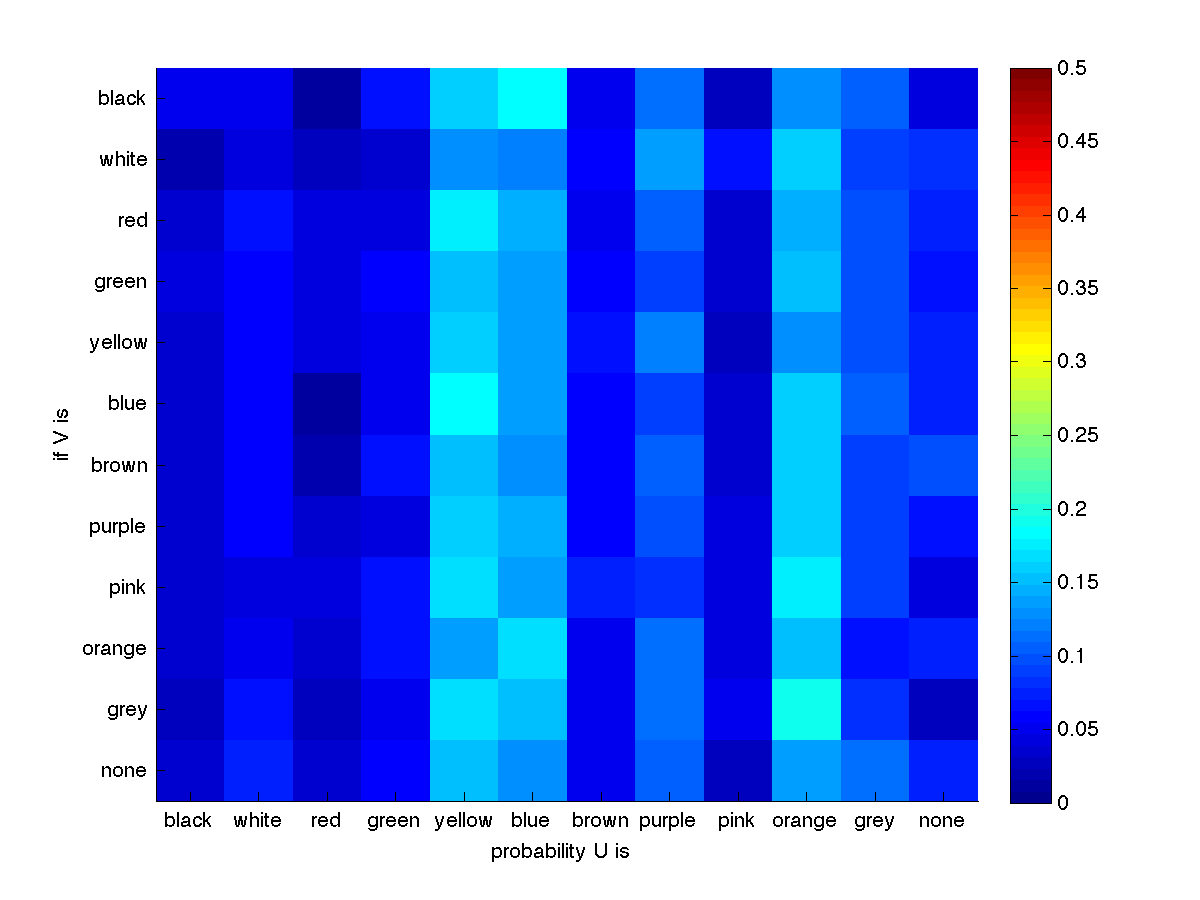 if V is
black
white
red
green
yellow
blue
brown
purple
pink
orange
grey
none
black white red green yellow blue brown purple pink orange grey none
probability U is
0.5
0.45
0.4
0.35
0.3
0.25
0.2
0.15
0.1
0.05
0